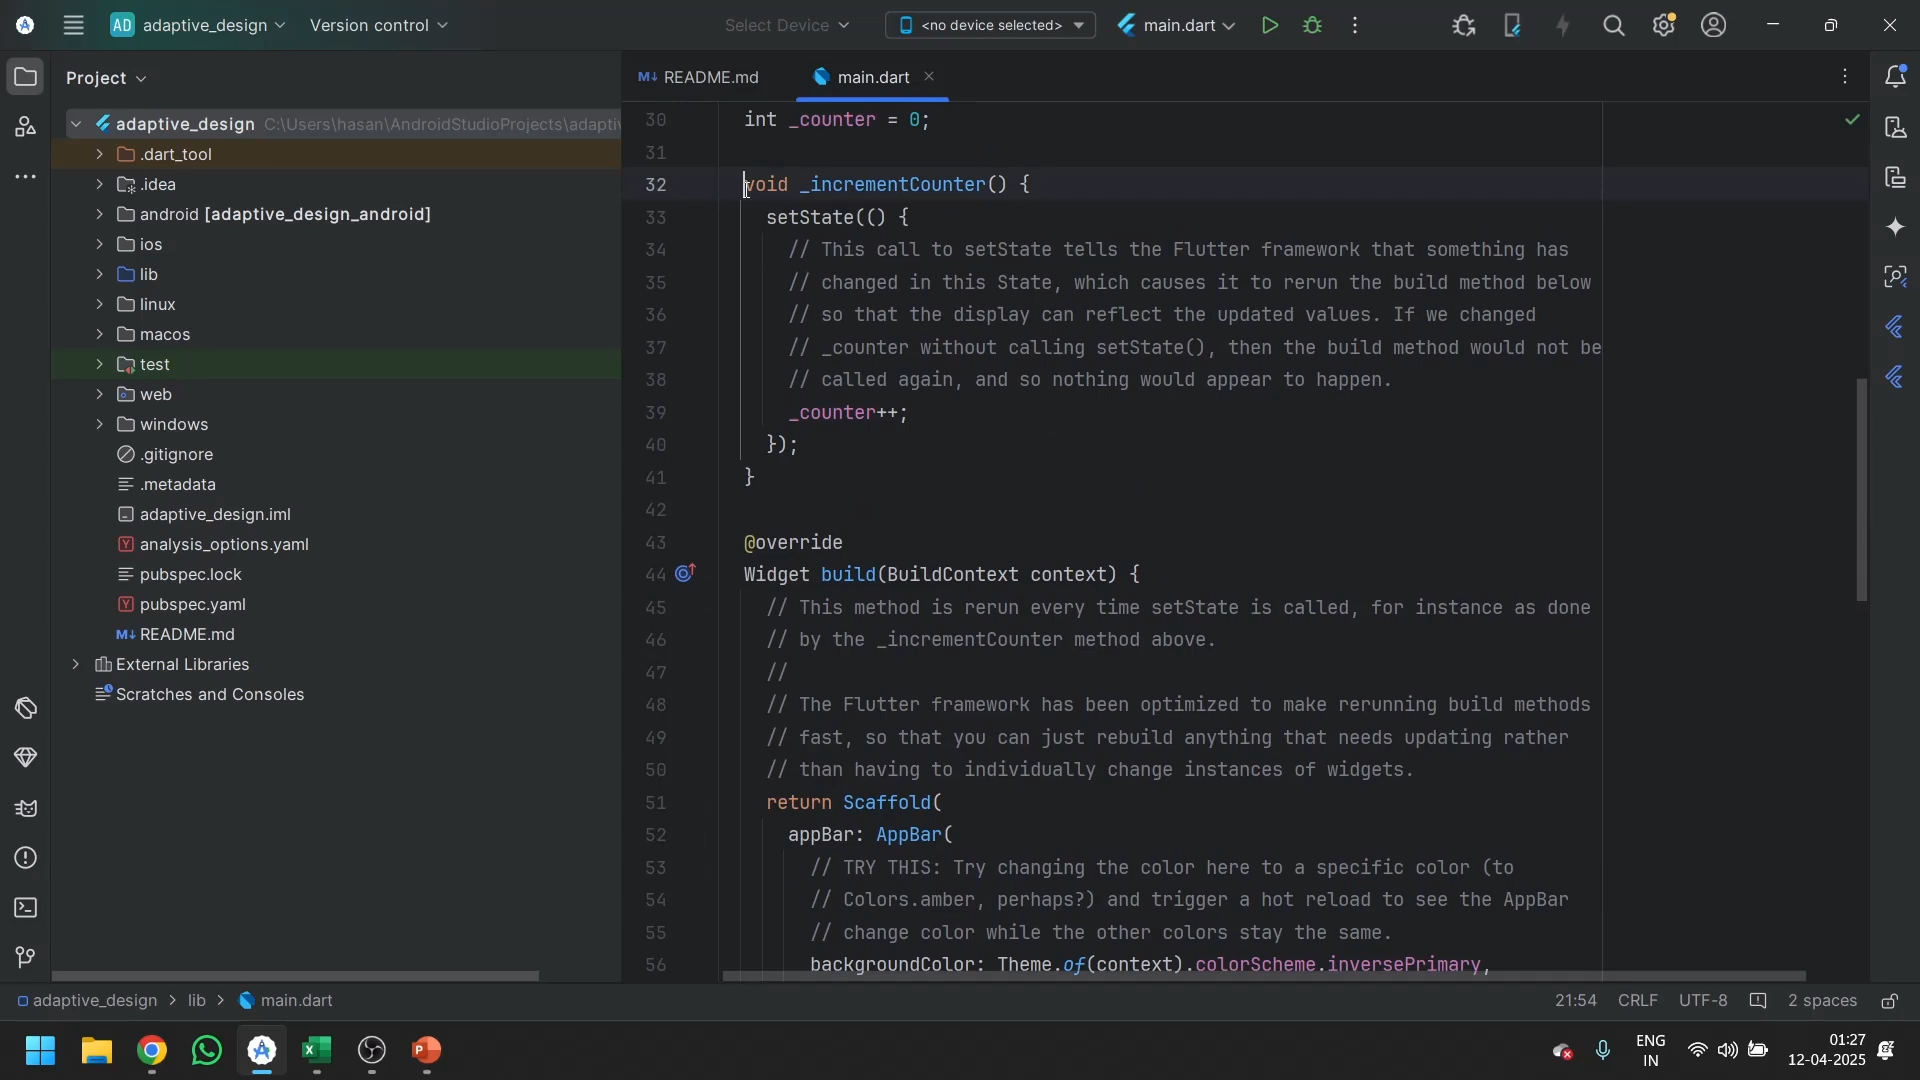 AD adaptive_design Version control Select Device <no device selected> main.dart
Project
README.md main.dart
adaptive_design C:\Users\hasan\AndroidStudioProjects\adapti
.dart_tool
.idea
android [adaptive_design_android]
ios
lib
linux
macos
test
web
windows
.gitignore
.metadata
adaptive_design.iml
analysis_options.yaml
pubspec.lock
pubspec.yaml
README.md
External Libraries
Scratches and Consoles
30 int _counter = 0;
31
32 void _incrementCounter() {
33 setState(() {
34 // This call to setState tells the Flutter framework that something has
35 // changed in this State, which causes it to rerun the build method below
36 // so that the display can reflect the updated values. If we changed
37 // _counter without calling setState(), then the build method would not be
38 // called again, and so nothing would appear to happen.
39 _counter++;
40 });
41 }
42
43 @override
44 Widget build(BuildContext context) {
45 // This method is rerun every time setState is called, for instance as done
46 // by the _incrementCounter method above.
47 //
48 // The Flutter framework has been optimized to make rerunning build methods
49 // fast, so that you can just rebuild anything that needs updating rather
50 // than having to individually change instances of widgets.
51 return Scaffold(
52 appBar: AppBar(
53 // TRY THIS: Try changing the color here to a specific color (to
54 // Colors.amber, perhaps?) and trigger a hot reload to see the AppBar
55 // change color while the other colors stay the same.
56 backgroundColor: Theme.of(context).colorScheme.inversePrimary,
adaptive_design > lib > main.dart 21:54 CRLF UTF-8 2 spaces
ENG
IN
01:27
12-04-2025